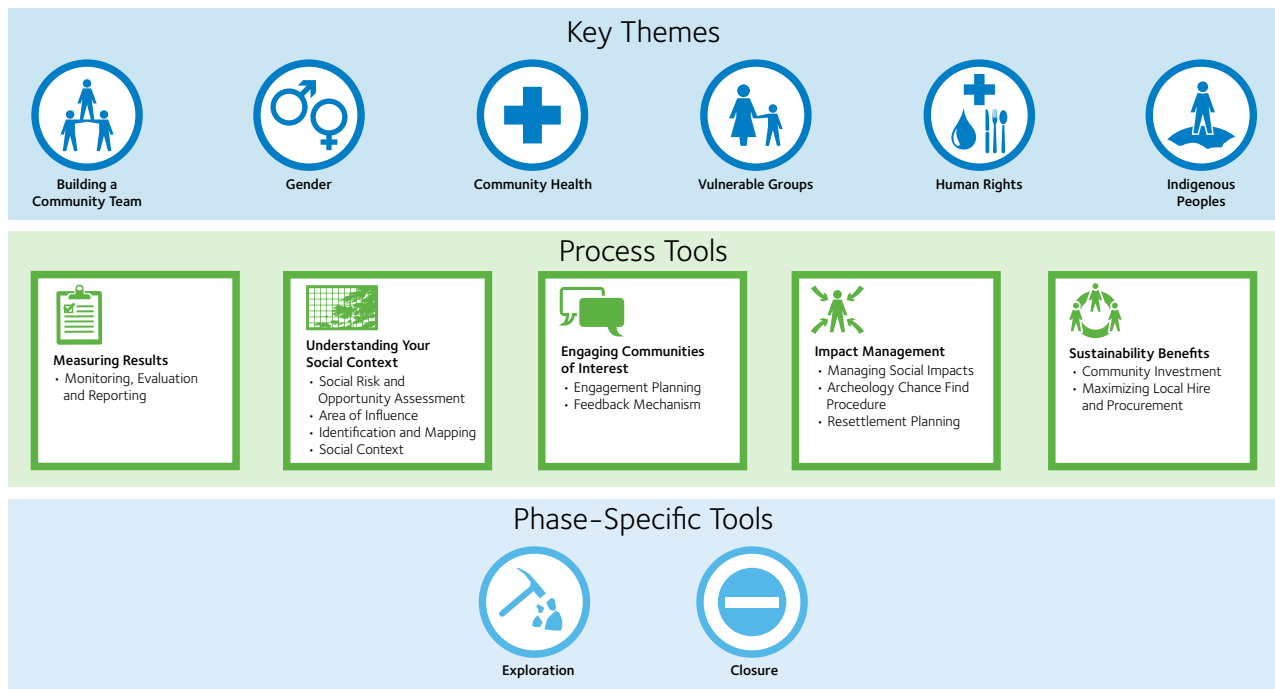 Key Themes
Building a
Community Team
Gender
Community Health
Vulnerable Groups
Human Rights
Indigenous
Peoples
Process Tools
Measuring Results
• Monitoring, Evaluation
and Reporting
Understanding Your
Social Context
• Social Risk and
Opportunity Assessment
• Area of Influence
• Identification and Mapping
• Social Context
Engaging Communities
of Interest
• Engagement Planning
• Feedback Mechanism
Impact Management
• Managing Social Impacts
• Archeology Chance Find
Procedure
• Resettlement Planning
Sustainability Benefits
• Community Investment
• Maximizing Local Hire
and Procurement
Phase-Specific Tools
Exploration
Closure